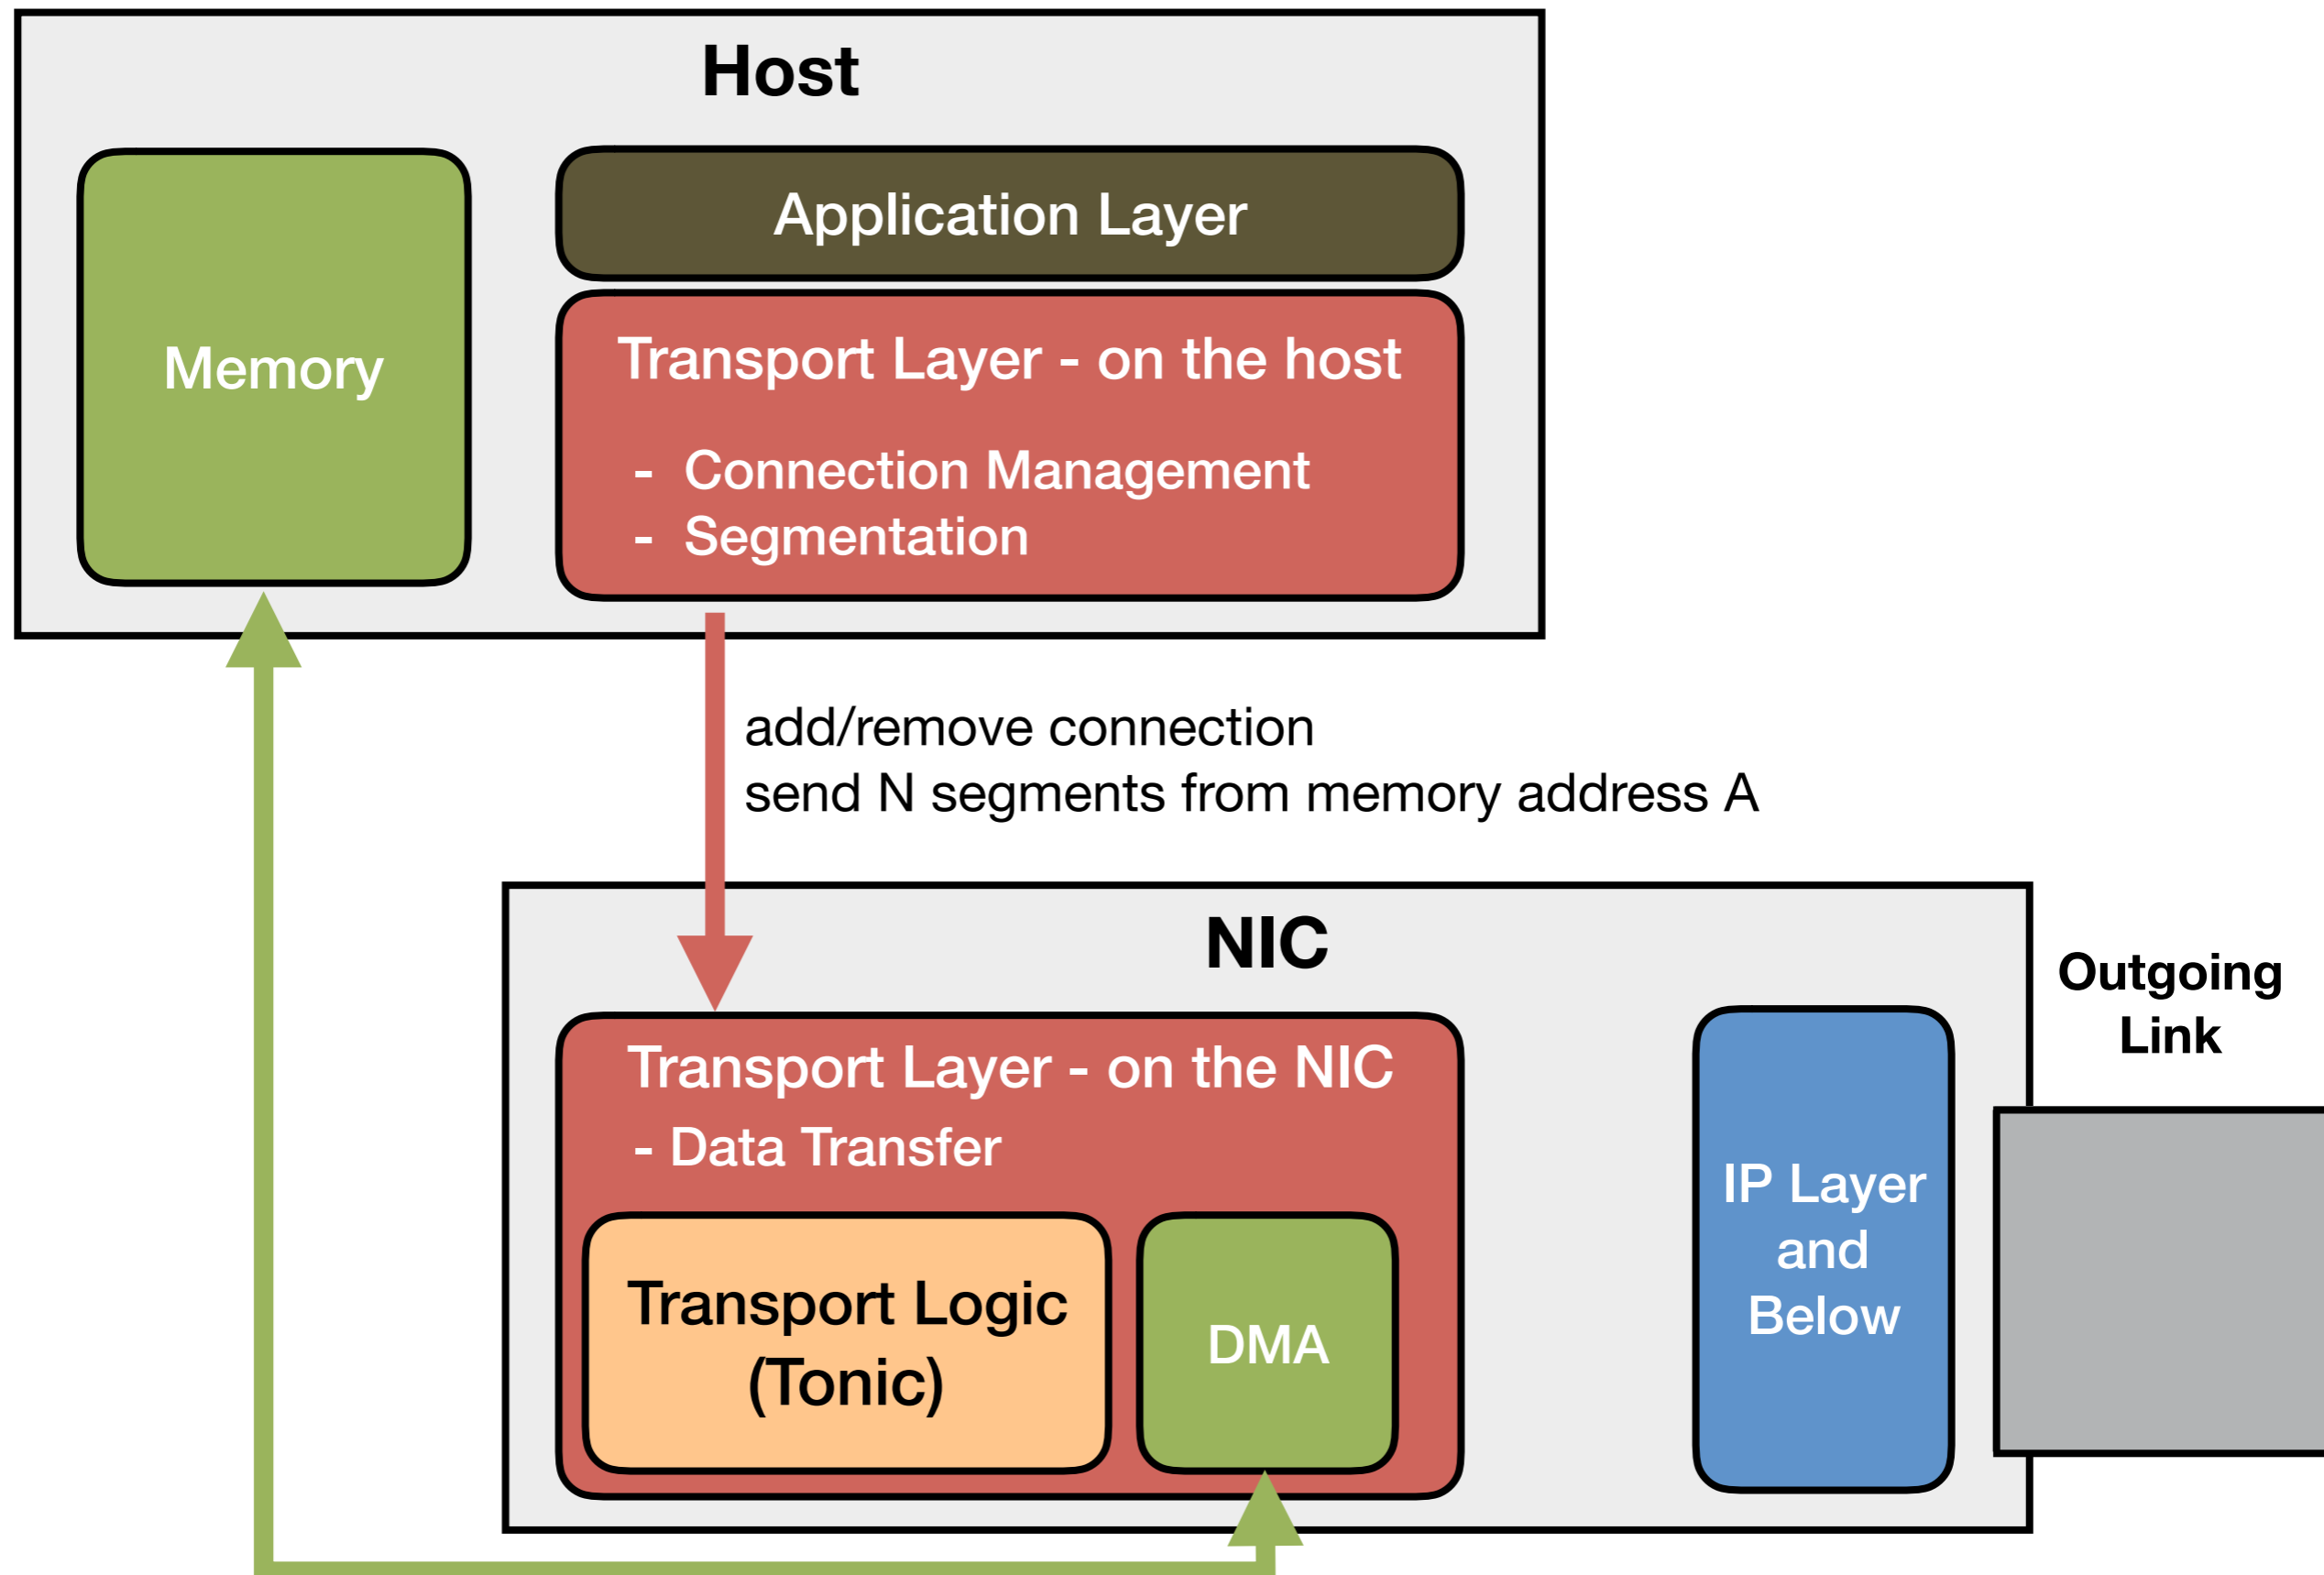 Host
Memory
Application Layer
Transport Layer - on the host
- Connection Management
- Segmentation
add/remove connection
send N segments from memory address A
NIC
Transport Layer - on the NIC
- Data Transfer
Transport Logic
(Tonic)
DMA
IP Layer
and
Below
Outgoing
Link